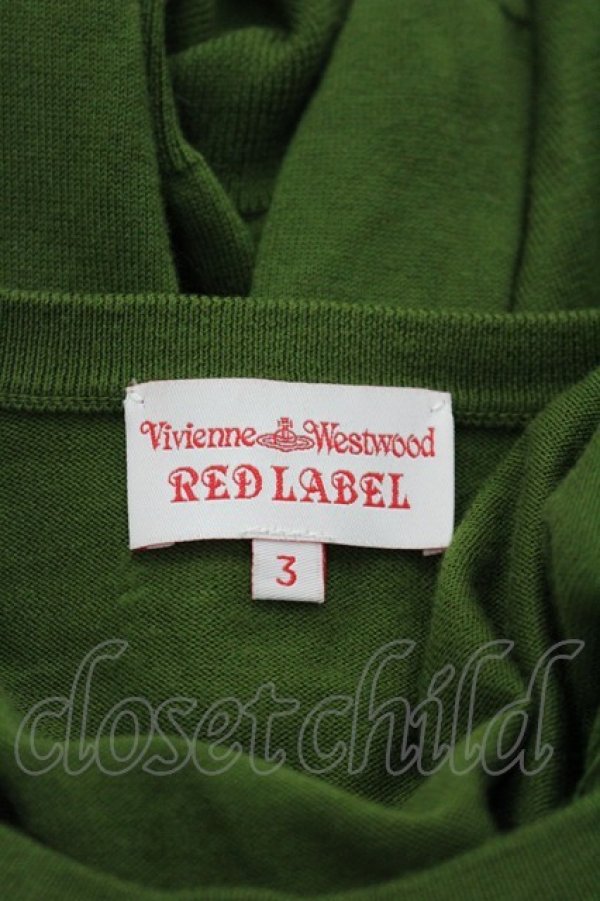 Vivienne Westwood
RED LABEL
3
closetchild